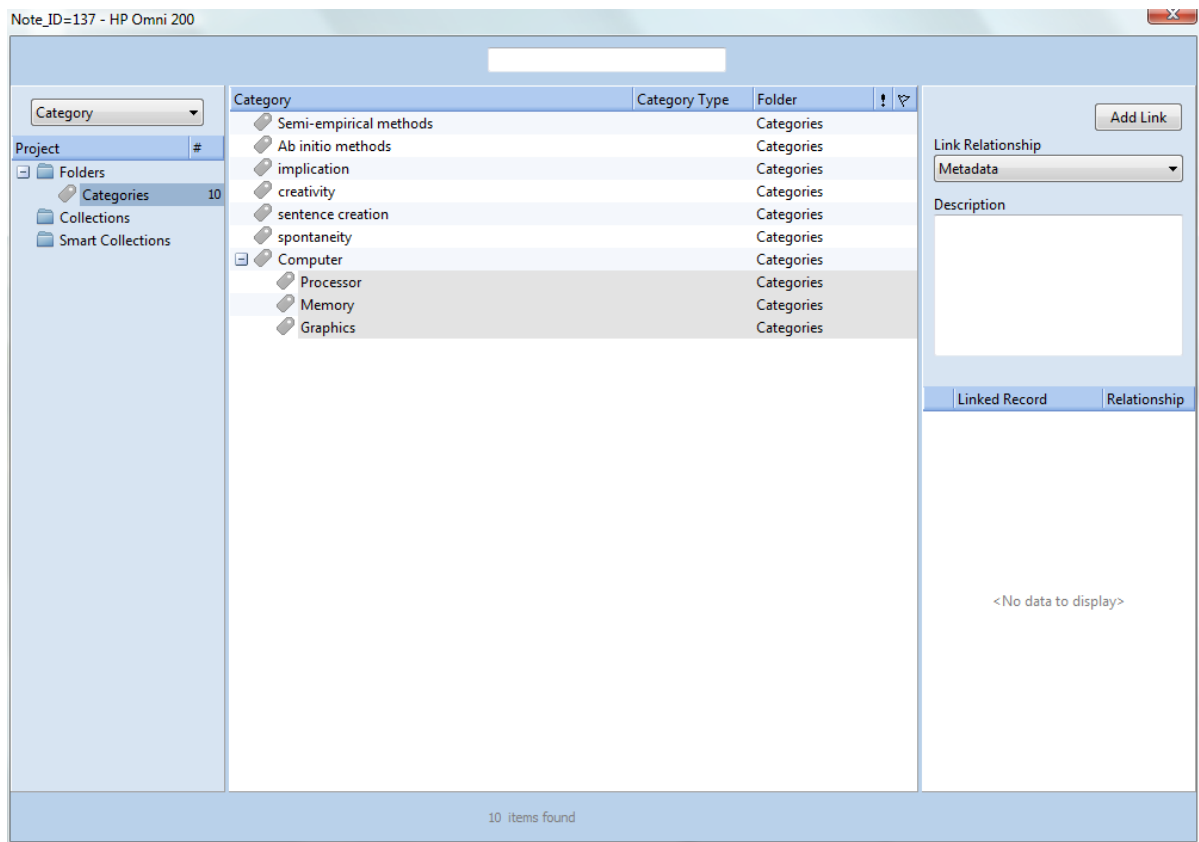 Note_ID=137 - HP Omni 200
Category
Project #
Folders
Categories 10
Collections
Smart Collections
Category Category Type Folder !
Semi-empirical methods Categories
Ab initio methods Categories
implication Categories
creativity Categories
sentence creation Categories
spontaneity Categories
Computer Categories
Processor Categories
Memory Categories
Graphics Categories
Add Link
Link Relationship
Metadata
Description
Linked Record Relationship
<No data to display>
10 items found